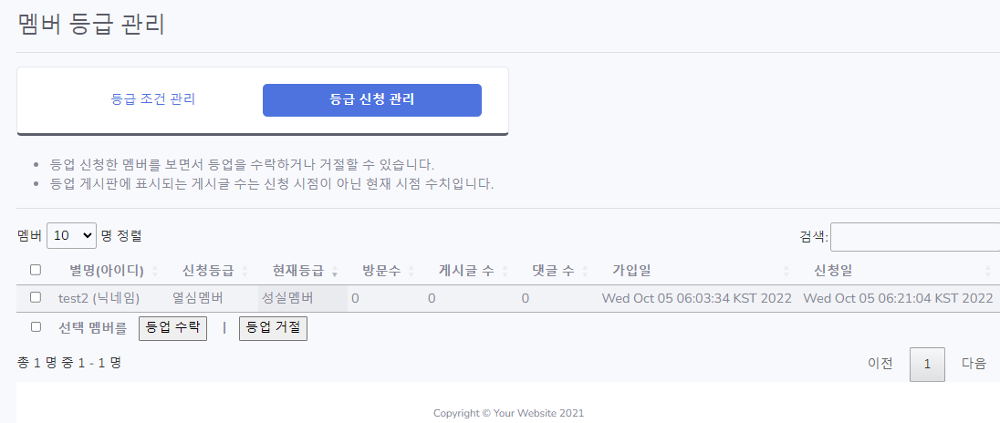 멤버 등급 관리
등급 조건 관리 등급 신청 관리
등업 신청한 멤버를 보면서 등업을 수락하거나 거절할 수 있습니다.
등업 게시판에 표시되는 게시글 수는 신청 시점이 아닌 현재 시점 수치입니다.
멤버 10 명 정렬 검색:
별명(아이디) 신청등급 현재등급 방문수 게시글 수 댓글 수 가입일 신청일
test2 (닉네임) 열심멤버 성실멤버 0 0 0 Wed Oct 05 06:03:34 KST 2022 Wed Oct 05 06:21:04 KST 2022
선택 멤버를 등업 수락 | 등업 거절
총 1 명 중 1 - 1 명 이전 1 다음
Copyright © Your Website 2021